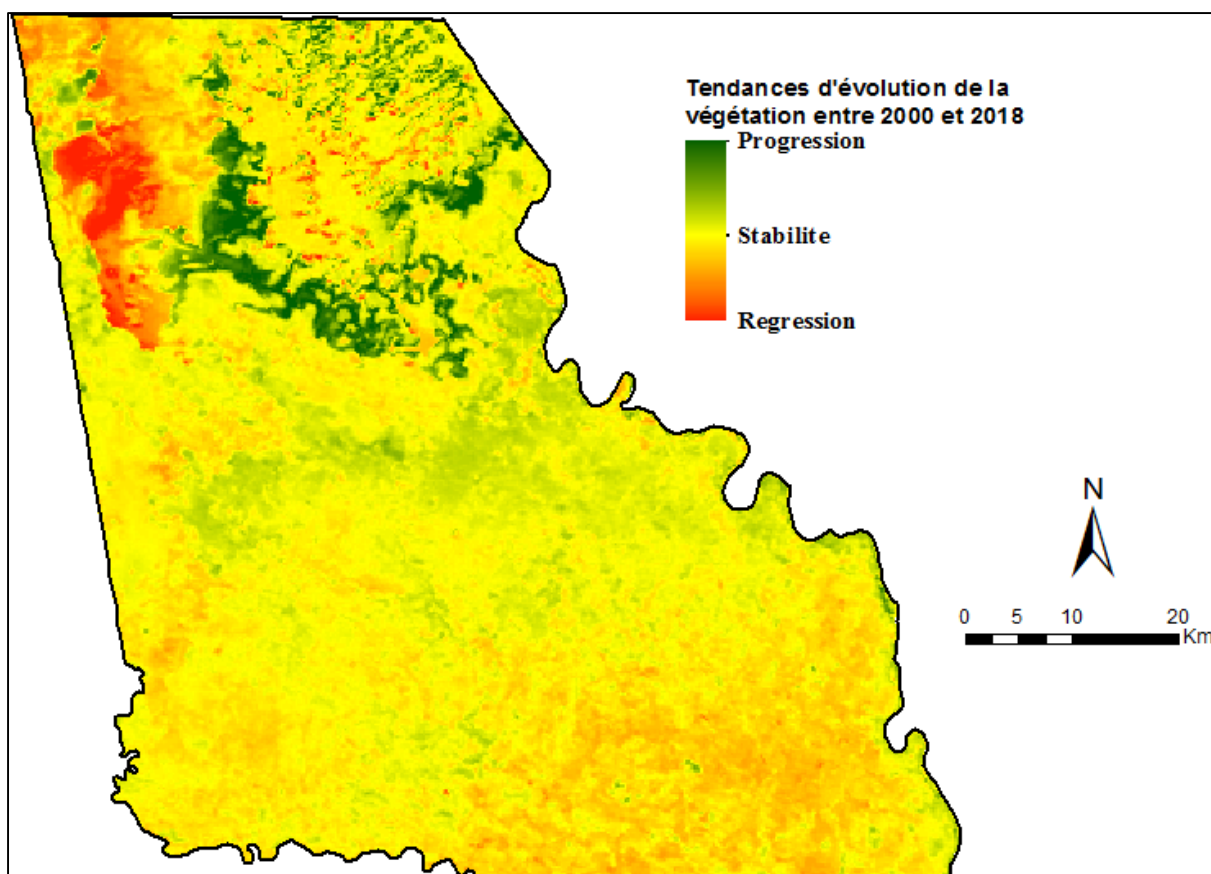 Tendances d'évolution de la
végétation entre 2000 et 2018
Progression
Stabilite
Regression
N
0 5 10 20
Km